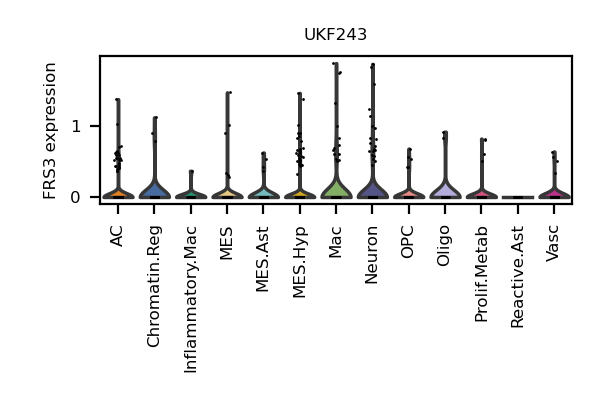 UKF243
FRS3 expression
1
0
AC
Chromatin.Reg
Inflammatory.Mac
MES
MES.Ast
MES.Hyp
Mac
Neuron
OPC
Oligo
Prolif.Metab
Reactive.Ast
Vasc